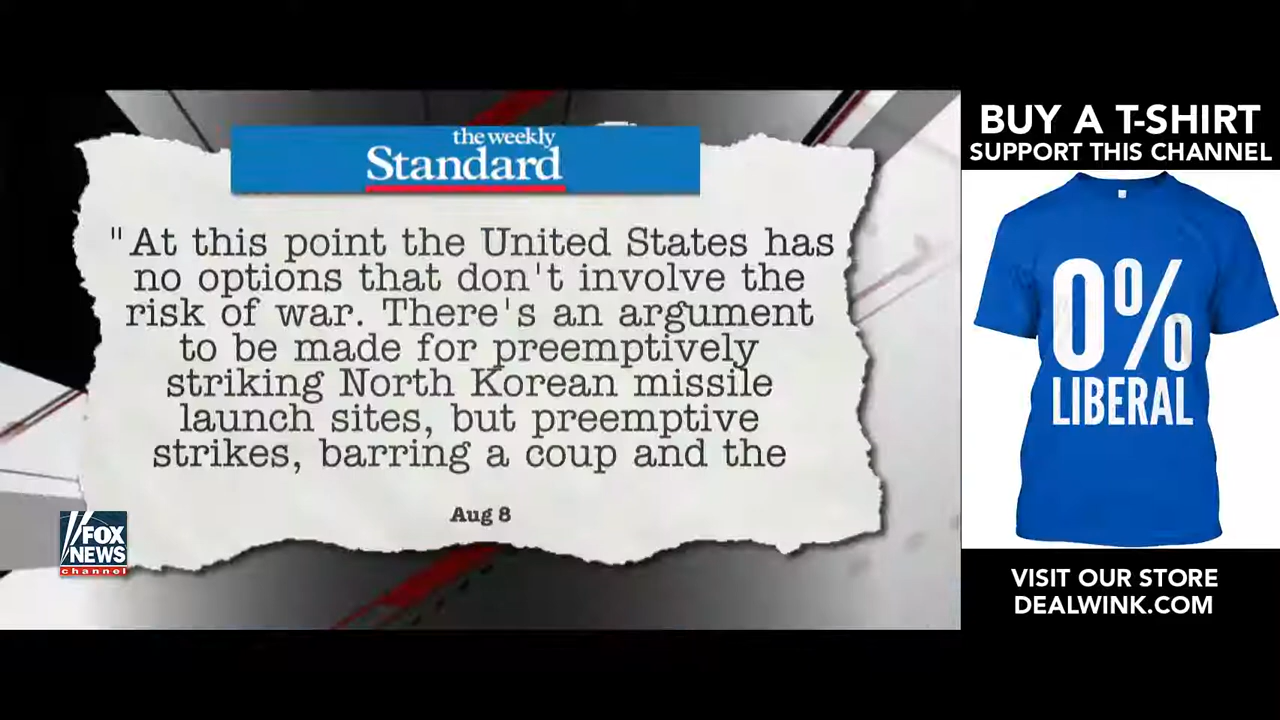 the weekly
Standard
"At this point the United States has
no options that don't involve the
risk of war. There's an argument
to be made for preemptively
striking North Korean missile
launch sites, but preemptive
strikes, barring a coup and the
Aug 8
FOX
NEWS
channel
BUY A T-SHIRT
SUPPORT THIS CHANNEL
0%
LIBERAL
VISIT OUR STORE
DEALWINK.COM